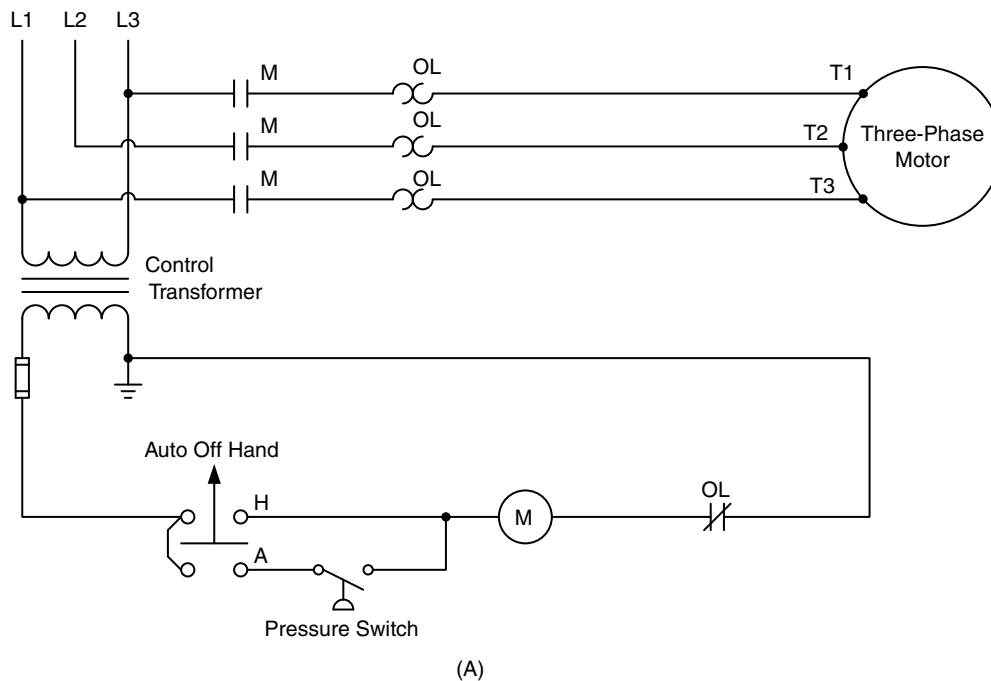 L1 L2 L3
M OL T1
M OL T2
Three-Phase
Motor
M OL T3
Control
Transformer
Auto Off Hand
H
M
OL
A
Pressure Switch
(A)